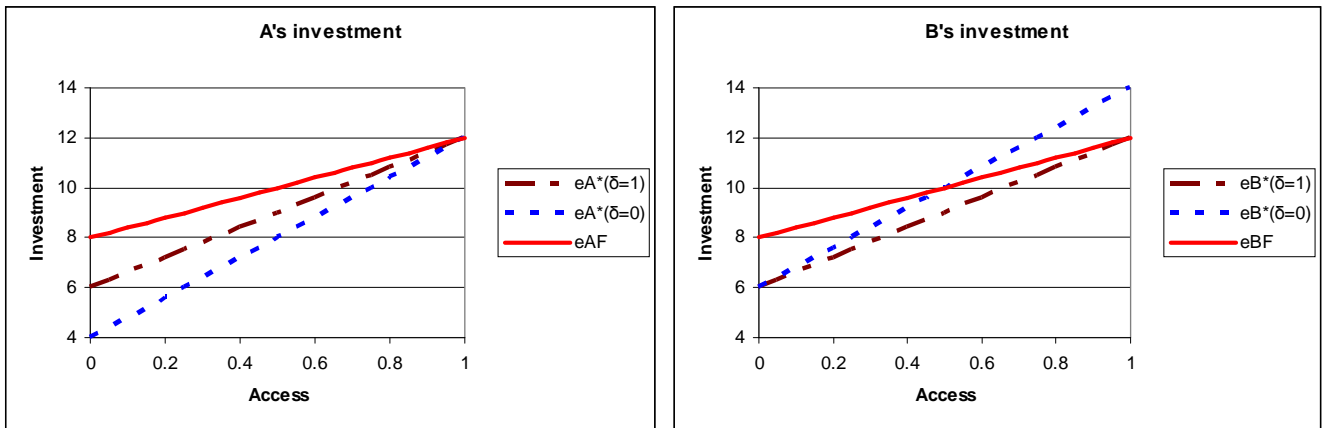 A's investment
14
12
10
8
6
4
Investment
0
0.2
0.4
0.6
0.8
1
Access
eA*(δ=1)
eA*(δ=0)
eAF
B's investment
14
12
10
8
6
4
Investment
0
0.2
0.4
0.6
0.8
1
Access
eB*(δ=1)
eB*(δ=0)
eBF